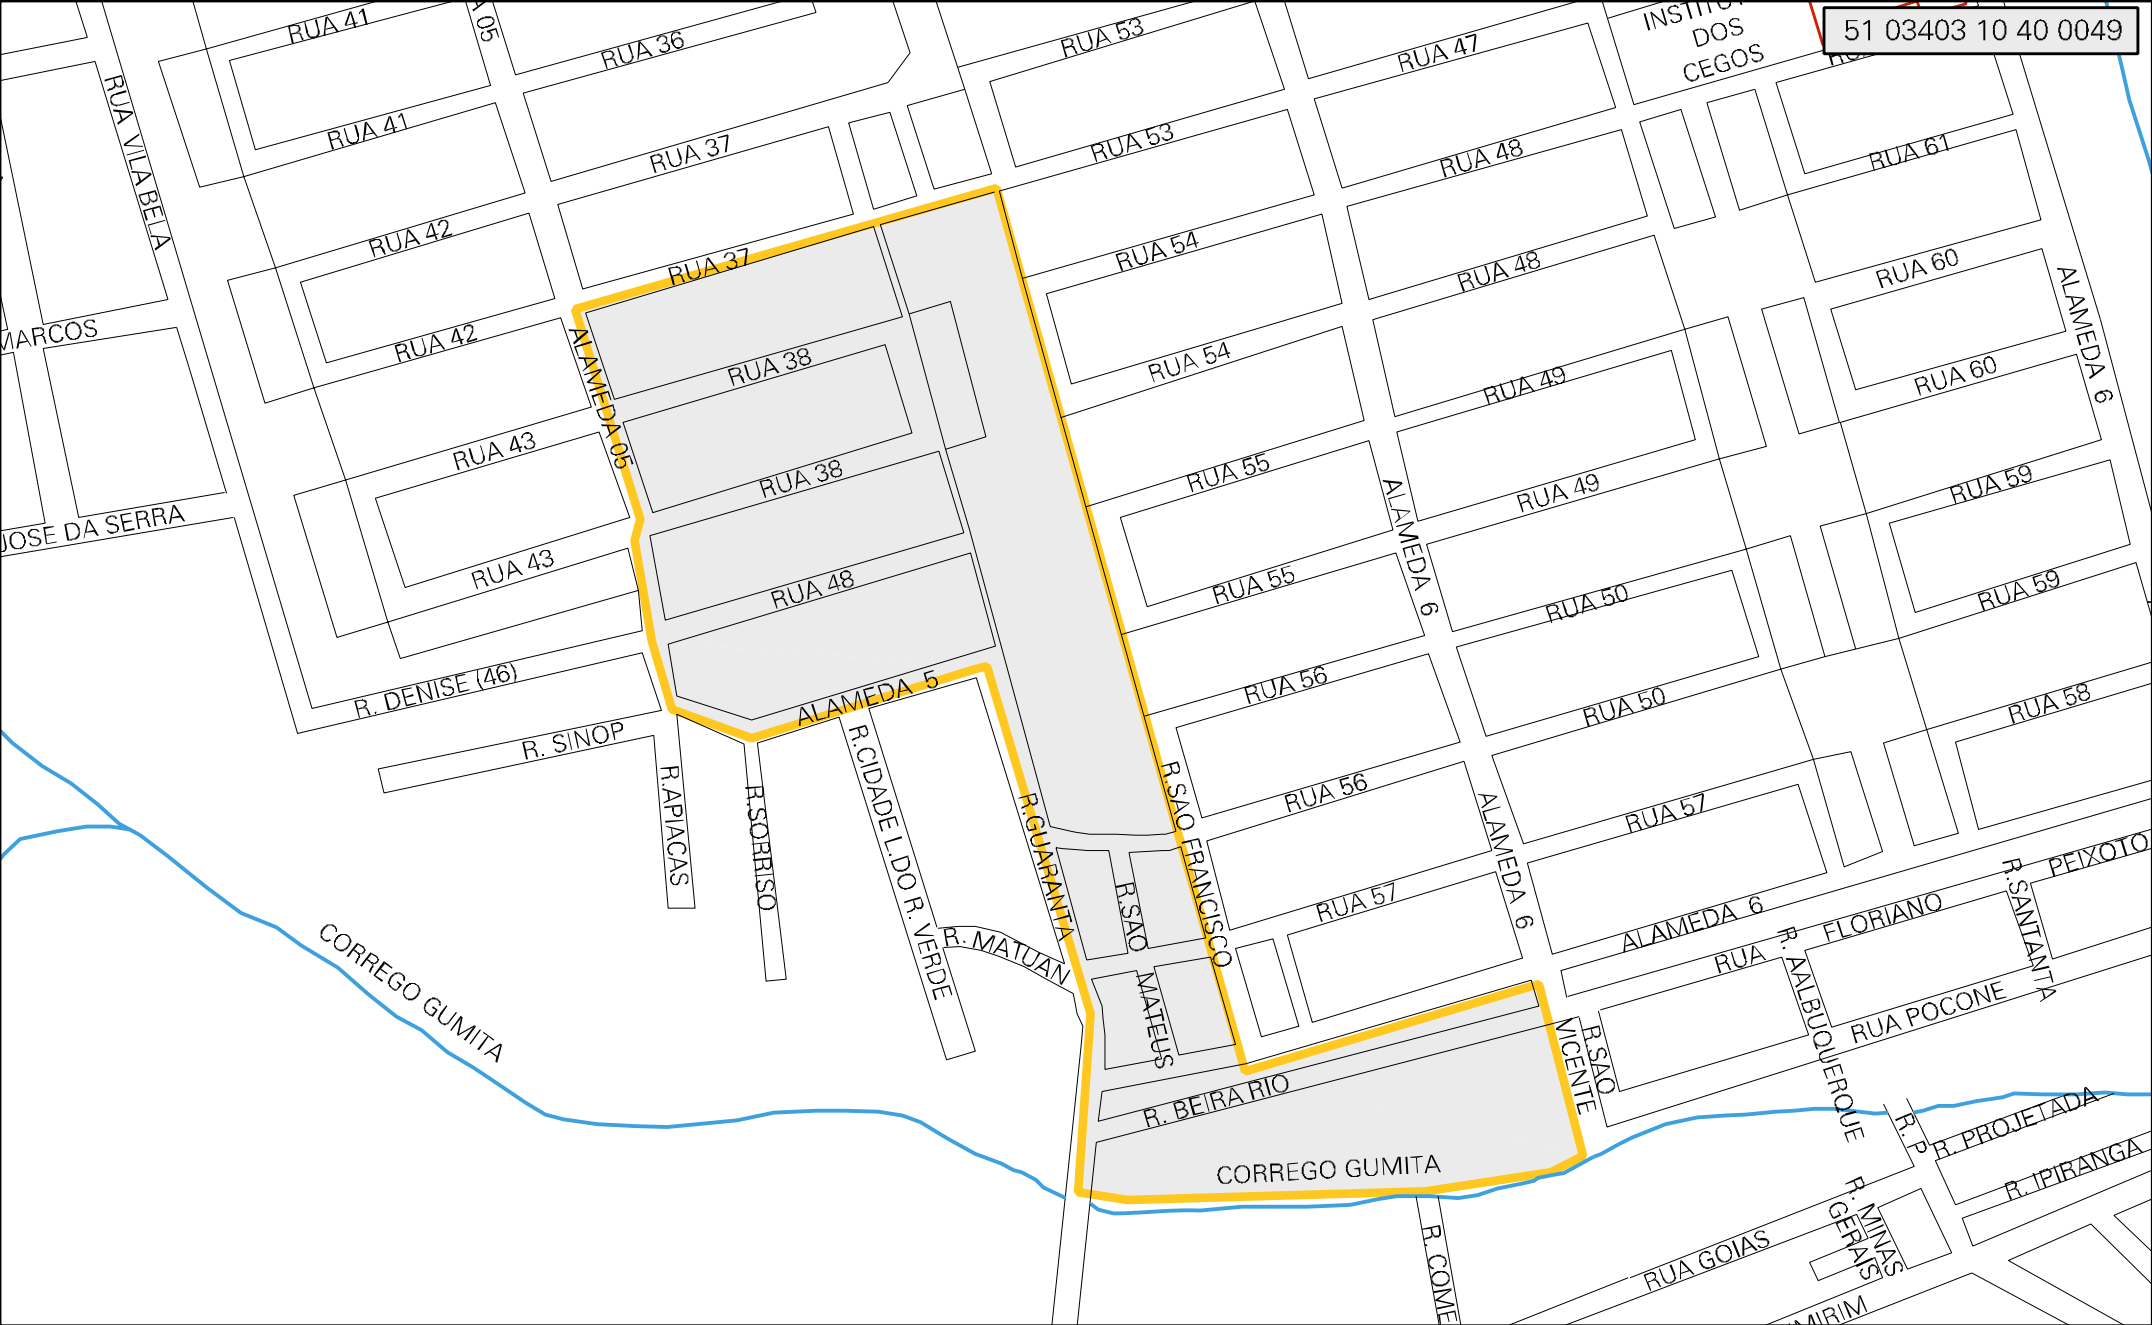 51 03403 10 40 0049
RUA 41
RUA 36
RUA 53
RUA 47
DOS
CEGOS
RUA 41
RUA 37
RUA 53
RUA 48
RUA 61
RUA VILA BELA
RUA 42
RUA 37
RUA 54
RUA 48
RUA 60
MARCOS
RUA 42
ALAMEDA 05
RUA 38
RUA 54
RUA 49
RUA 60
ALAMEDA 6
RUA 43
RUA 38
RUA 55
RUA 49
RUA 59
JOSE DA SERRA
RUA 43
RUA 48
RUA 55
ALAMEDA 6
RUA 50
RUA 59
R. DENISE (46)
ALAMEDA 5
RUA 56
RUA 50
RUA 58
R. SINOP
R.APIACAS
R.SORRISO
R.CIDADE L.DO R. VERDE
R.GUARANTA
R.SAO FRANCISCO
RUA 56
ALAMEDA 6
RUA 57
RUA 57
R.SAO
MATEUS
R. MATUAN
ALAMEDA 6
RUA
FLORIANO
PEIXOTO
R.SANTANTA
R. AALBUQUERQUE
RUA POCONE
CORREGO GUMITA
R. BEIRA RIO
R.SAO
VICENTE
CORREGO GUMITA
R. P
R. PROJETADA
R. IPIRANGA
R. MINAS
GERAIS
RUA GOIAS
R. COME
MIRIM